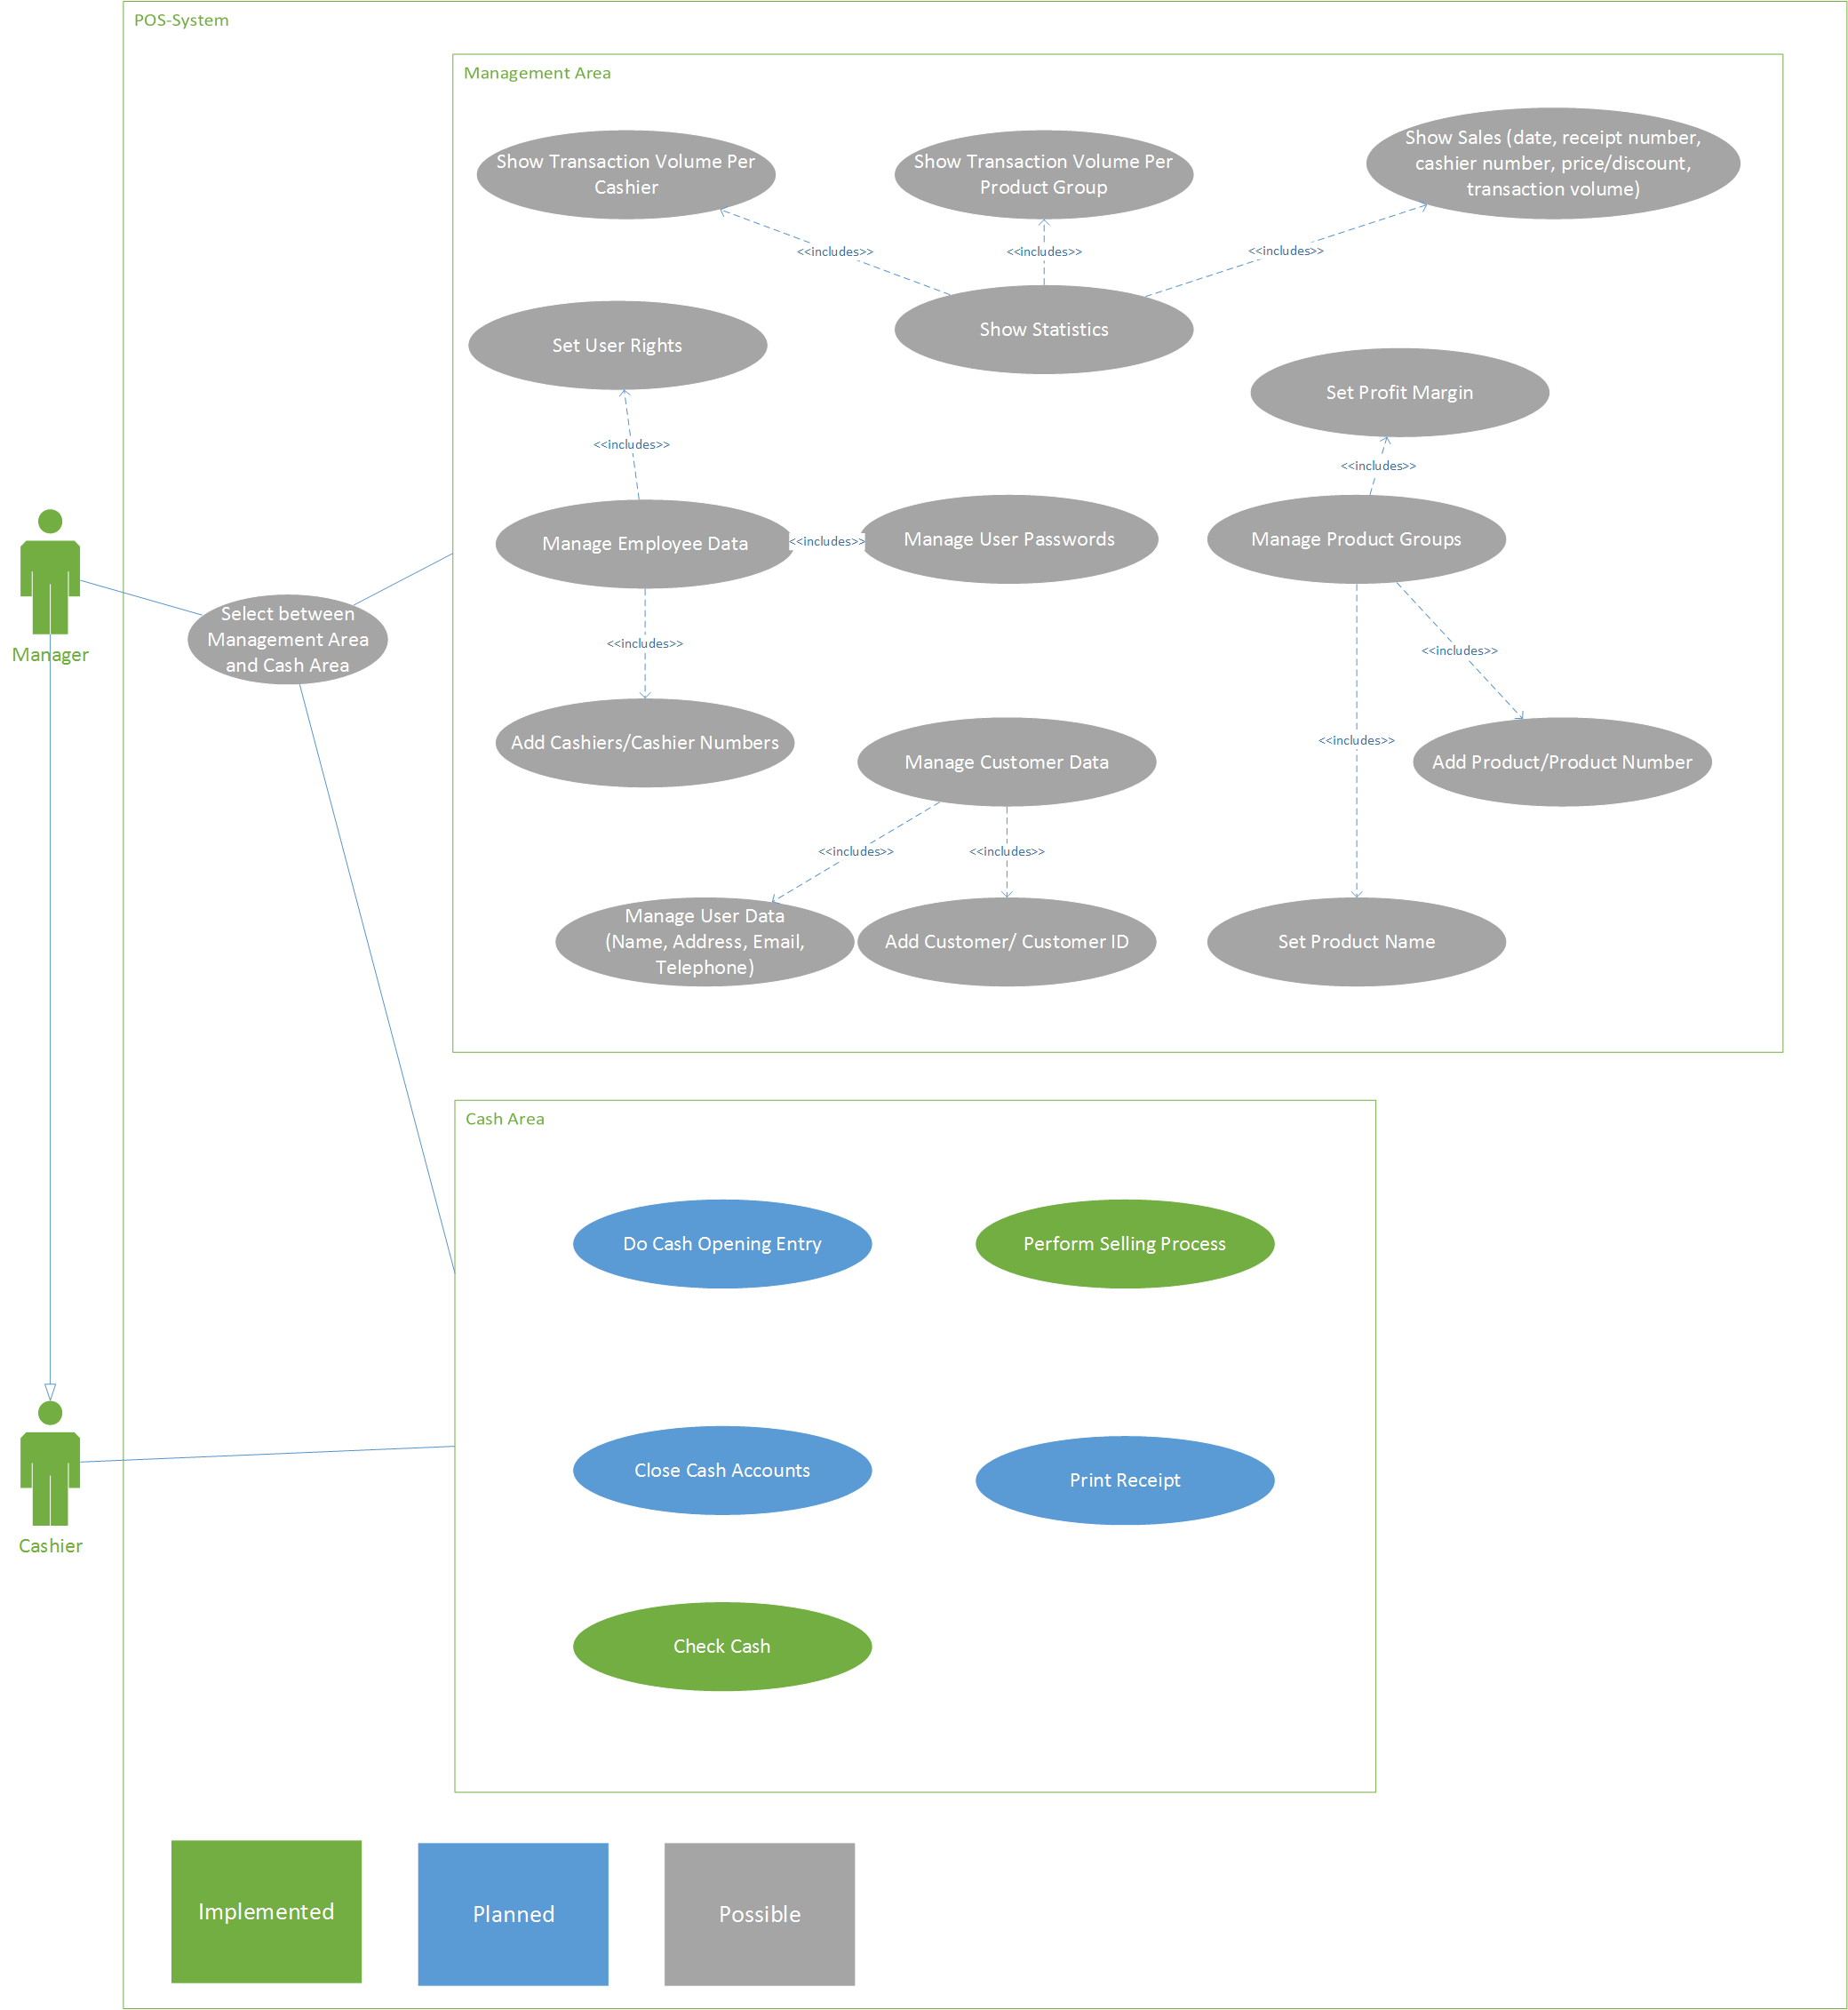 POS-System
Management Area
Show Transaction Volume Per
Cashier
Show Transaction Volume Per
Product Group
Show Sales (date, receipt number,
cashier number, price/discount,
transaction volume)
<<includes>>
<<includes>>
<<includes>>
Show Statistics
Set User Rights
Set Profit Margin
<<includes>>
<<includes>>
Manage Employee Data
<<includes>>
Manage User Passwords
Manage Product Groups
Manager
Select between
Management Area
and Cash Area
<<includes>>
<<includes>>
<<includes>>
Add Cashiers/Cashier Numbers
Manage Customer Data
Add Product/Product Number
<<includes>>
<<includes>>
Manage User Data
(Name, Address, Email,
Telephone)
Add Customer/ Customer ID
Set Product Name
Cash Area
Do Cash Opening Entry
Perform Selling Process
Close Cash Accounts
Print Receipt
Cashier
Check Cash
Implemented
Planned
Possible